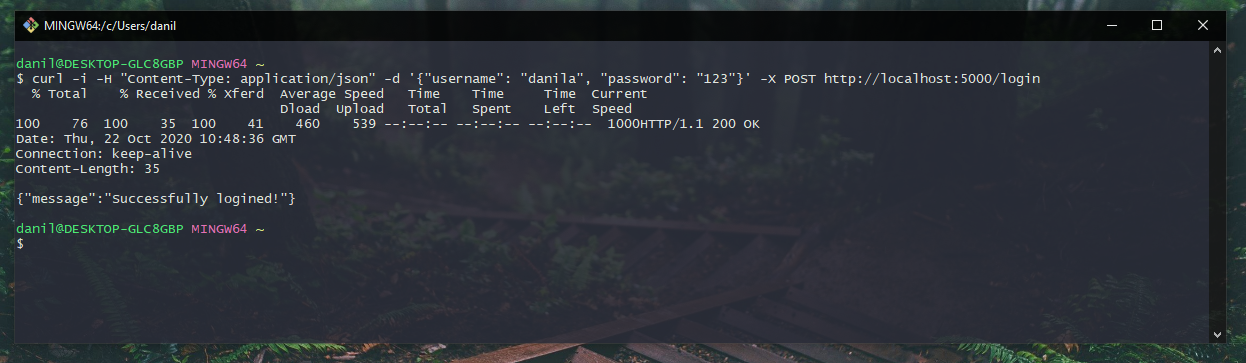 MINGW64:/c/Users/danil
danil@DESKTOP-GLC8GBP MINGW64 ~
$ curl -i -H "Content-Type: application/json" -d '{"username": "danila", "password": "123"}' -X POST http://localhost:5000/login
  % Total    % Received % Xferd  Average Speed   Time    Time     Time  Current
                                 Dload  Upload   Total   Spent    Left  Speed
100    76  100    35  100    41    460    539 --:--:-- --:--:-- --:--:--  1000HTTP/1.1 200 OK
Date: Thu, 22 Oct 2020 10:48:36 GMT
Connection: keep-alive
Content-Length: 35
{"message":"Successfully logined!"}
danil@DESKTOP-GLC8GBP MINGW64 ~
$